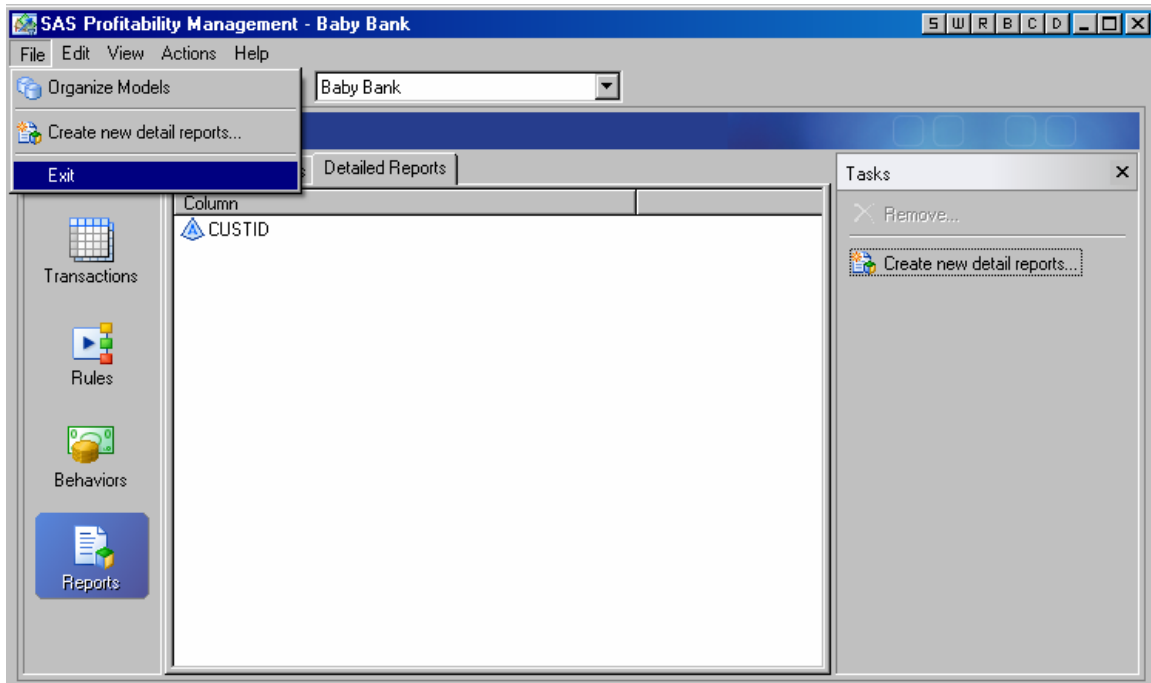 SAS Profitability Management - Baby Bank
S W R B C D
File Edit View Actions Help
Organize Models
Baby Bank
Create new detail reports...
Exit
Detailed Reports
Tasks
Column
CUSTID
Remove...
Create new detail reports...
Transactions
Rules
Behaviors
Reports